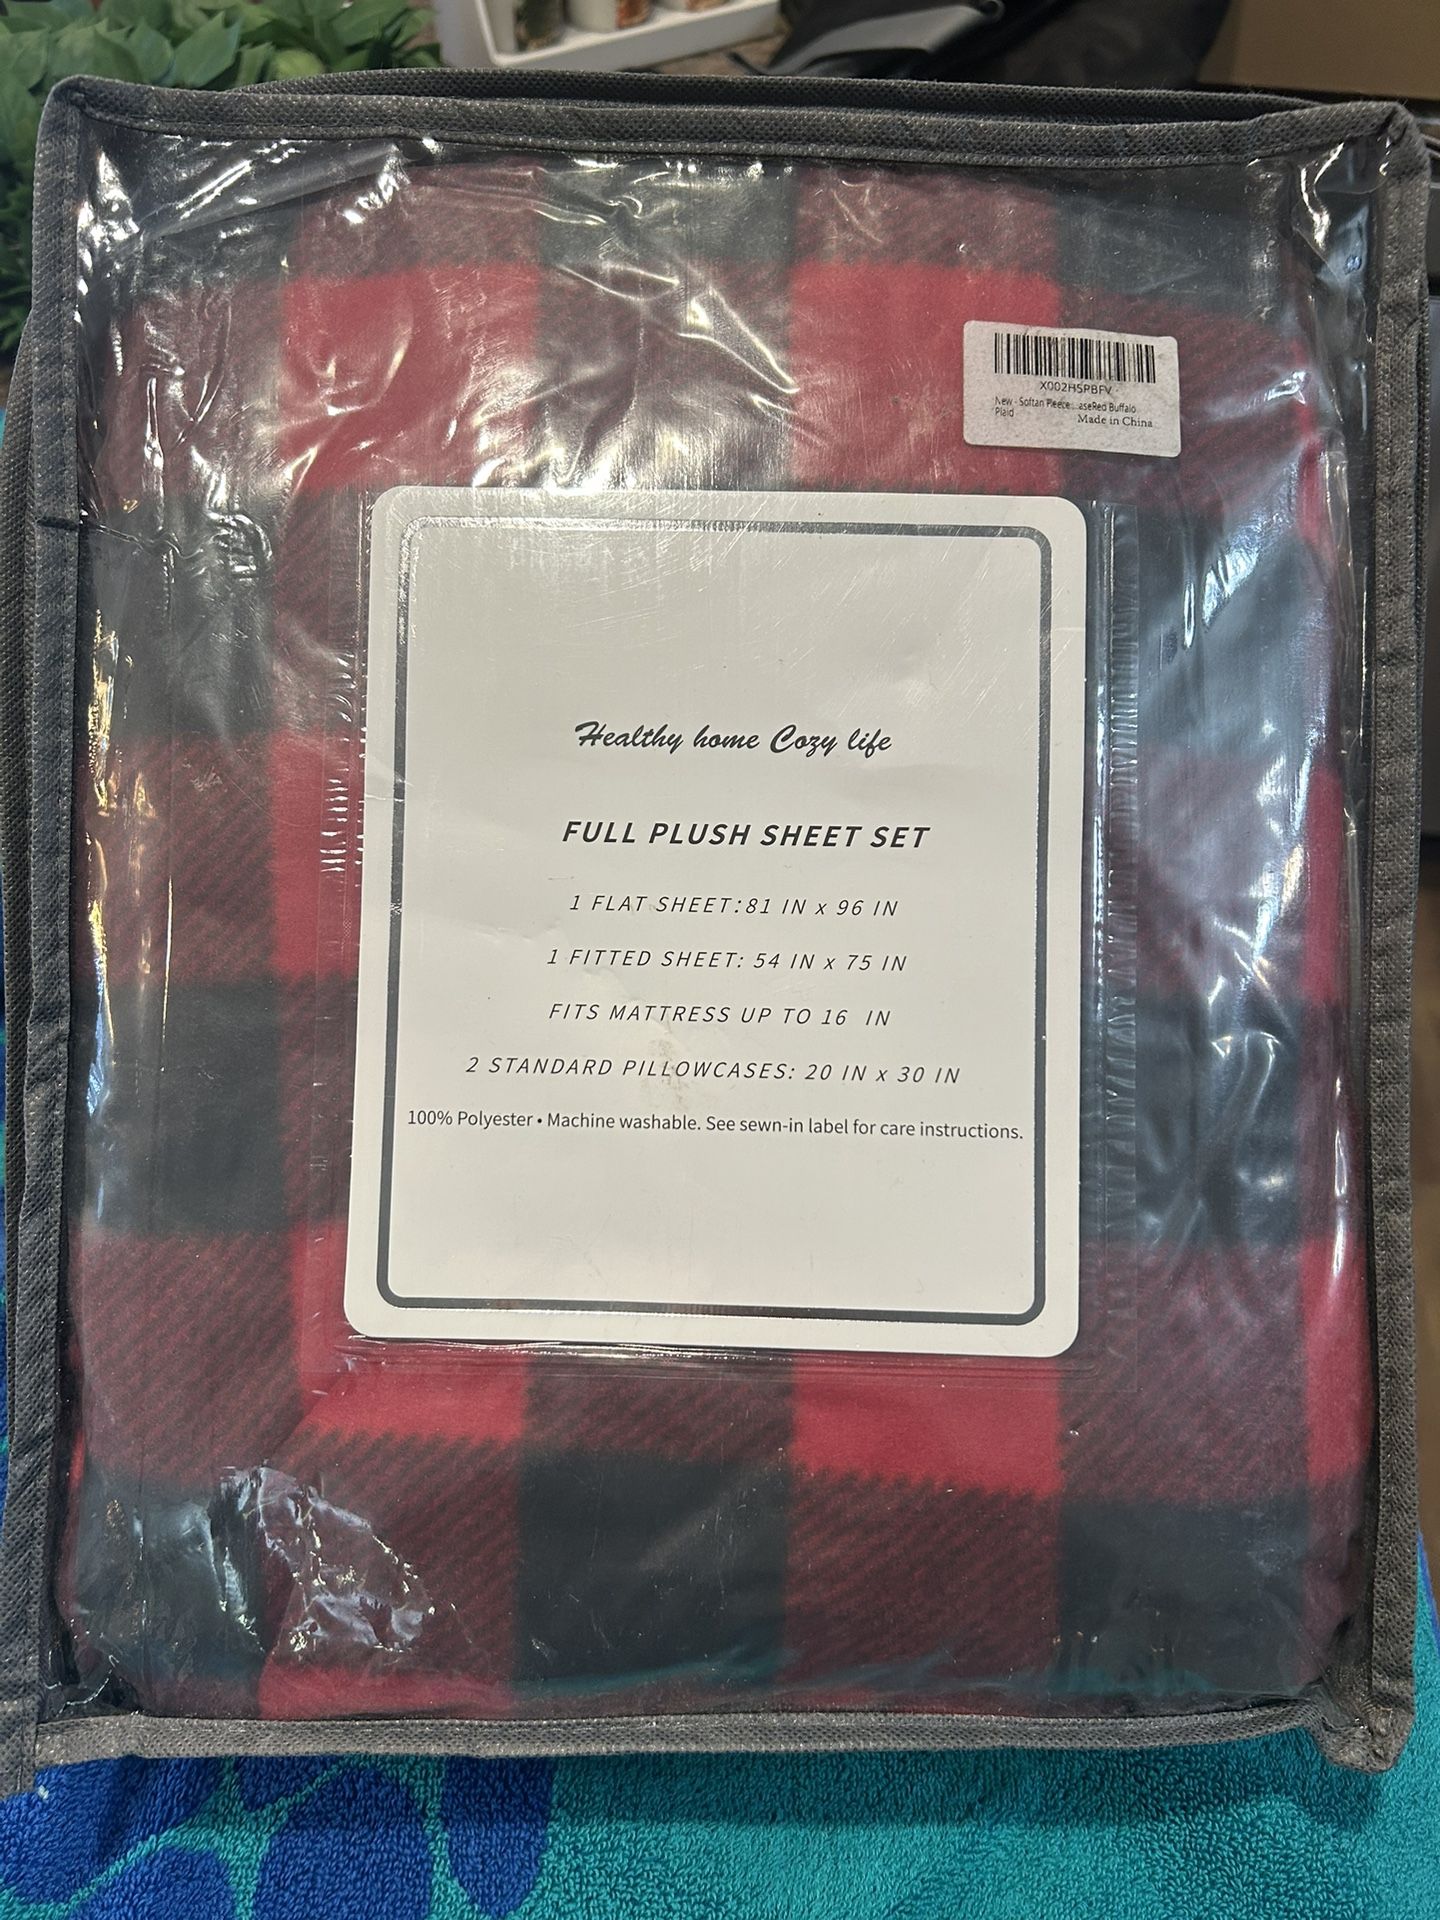 X002HSPBFV
New - Softan Fleece...aseRed Buffalo
Plaid
Made in China
Healthy home Cozy life
FULL PLUSH SHEET SET
1 FLAT SHEET:81 IN x 96 IN
1 FITTED SHEET: 54 IN x 75 IN
FITS MATTRESS UP TO 16 IN
2 STANDARD PILLOWCASES: 20 IN x 30 IN
100% Polyester • Machine washable. See sewn-in label for care instructions.